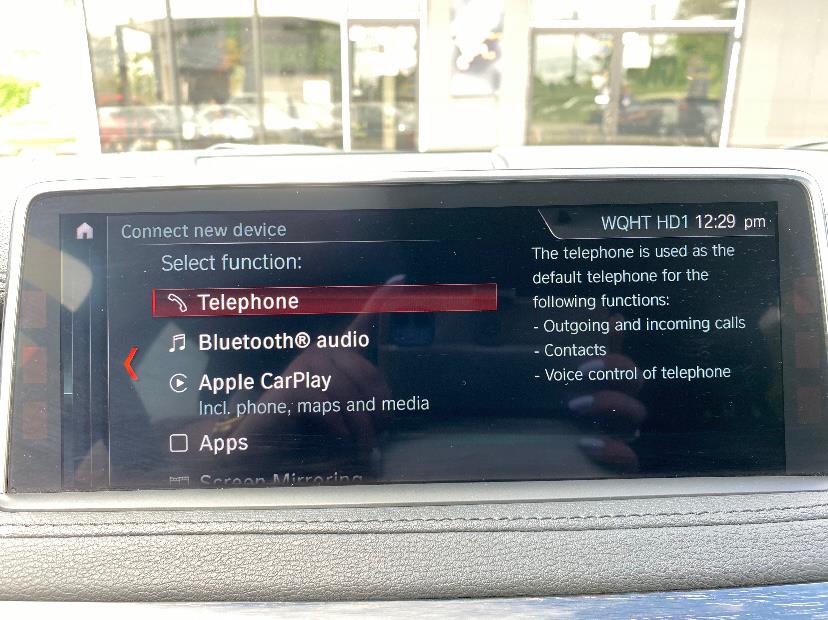 Connect new device
WQHT HD1 12:29 pm
Select function:
Telephone
Bluetooth® audio
Apple CarPlay
Incl. phone, maps and media
Apps
Screen Mirroring
The telephone is used as the
default telephone for the
following functions:
- Outgoing and incoming calls
- Contacts
- Voice control of telephone